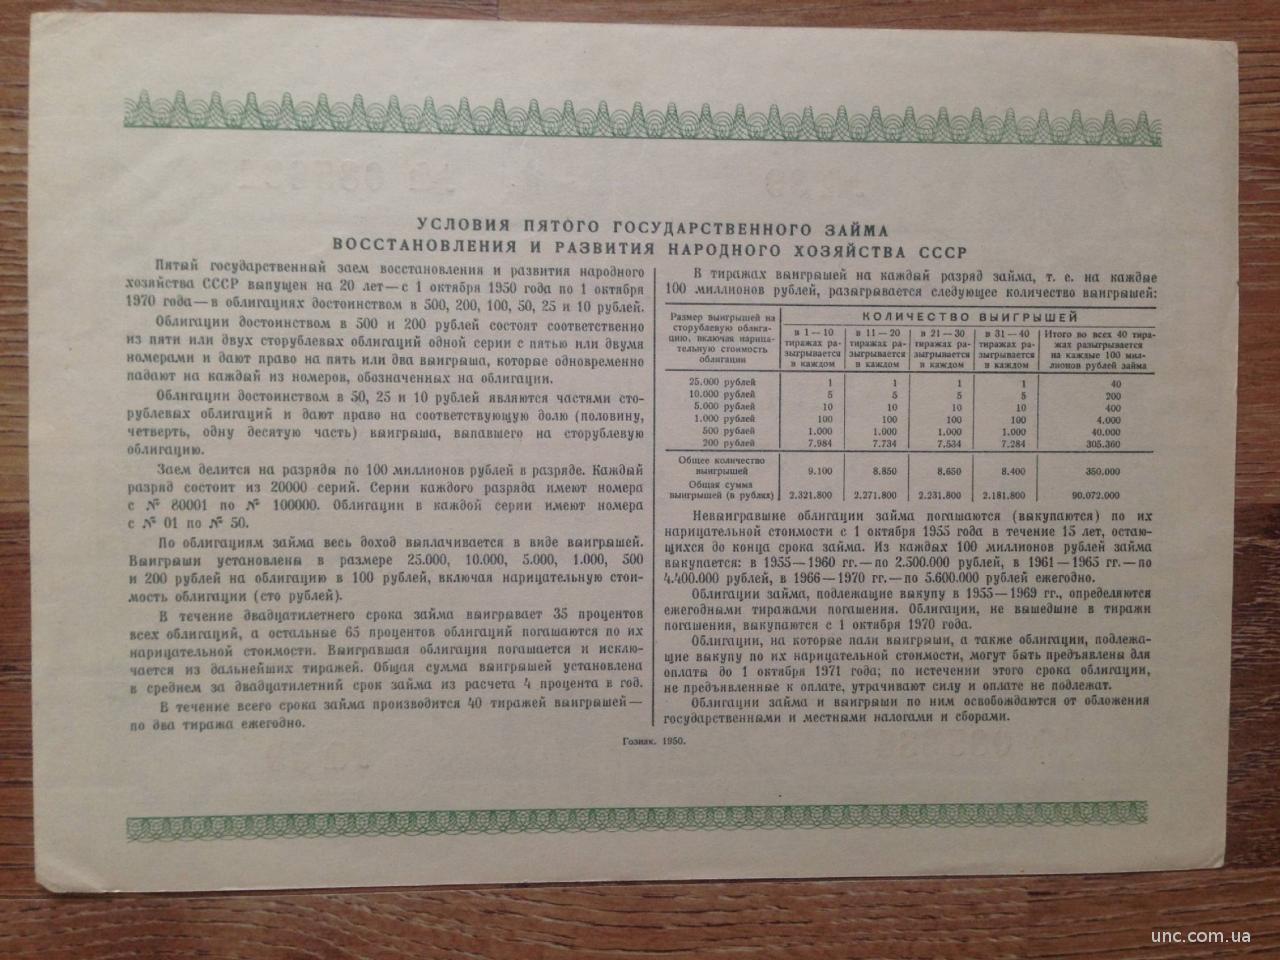 УСЛОВИЯ ПЯТОГО ГОСУДАРСТВЕННОГО ЗАЙМА
ВОССТАНОВЛЕНИЯ И РАЗВИТИЯ НАРОДНОГО ХОЗЯЙСТВА СССР
Пятый государственный заем восстановления и развития народного
хозяйства СССР выпущен на 20 лет—с 1 октября 1950 года по 1 октября
1970 года—в облигациях достоинством в 500, 200, 100, 50, 25 и 10 рублей.
Облигации достоинством в 500 и 200 рублей состоят соответственно
из пяти или двух сторублевых облигаций одной серии с пятью или двумя
номерами и дают право на пять или два выигрыша, которые одновременно
падают на каждый из номеров, обозначенных на облигации.
Облигации достоинством в 50, 25 и 10 рублей являются частями сто-
рублевых облигаций и дают право на соответствующую долю (половину,
четверть, одну десятую часть) выигрыша, выпавшего на сторублевую
облигацию.
Заем делится на разряды по 100 миллионов рублей в разряде. Каждый
разряд состоит из 20000 серий. Серии каждого разряда имеют номера
с № 80001 по № 100000. Облигации в каждой серии имеют номера
с № 01 по № 50.
По облигациям займа весь доход выплачивается в виде выигрышей.
Выигрыши установлены в размере 25.000, 10.000, 5.000, 1.000, 500
и 200 рублей на облигацию в 100 рублей, включая нарицательную стои-
мость облигации (сто рублей).
В течение двадцатилетнего срока займа выигрывает 35 процентов
всех облигаций, а остальные 65 процентов облигаций погашаются по их
нарицательной стоимости. Выигравшая облигация погашается и исклю-
чается из дальнейших тиражей. Общая сумма выигрышей установлена
в среднем за двадцатилетний срок займа из расчета 4 процента в год.
В течение всего срока займа производится 40 тиражей выигрышей—
по два тиража ежегодно.
В тиражах выигрышей на каждый разряд займа, т. е. на каждые
100 миллионов рублей, разыгрывается следующее количество выигрышей:
Размер выигрышей на
сторублевую облига-
цию, включая нарица-
тельную стоимость
облигации
КОЛИЧЕСТВО ВЫИГРЫШЕЙ
в 1—10
тиражах ра-
зыгрывается
в каждом
в 11—20
тиражах ра-
зыгрывается
в каждом
в 21—30
тиражах ра-
зыгрывается
в каждом
в 31—40
тиражах ра-
зыгрывается
в каждом
Итого во всех 40 тира-
жах разыгрывается
на каждые 100 мил-
лионов рублей займа
25.000 рублей 1 1 1 1 40
10.000 рублей 5 5 5 5 200
5.000 рублей 10 10 10 10 400
1.000 рублей 100 100 100 100 4.000
500 рублей 1.000 1.000 1.000 1.000 40.000
200 рублей 7.984 7.734 7.534 7.284 305.360
Общее количество
выигрышей 9.100 8.850 8.650 8.400 350.000
Общая сумма
выигрышей (в рублях) 2.321.800 2.271.800 2.231.800 2.181.800 90.072.000
Невыигравшие облигации займа погашаются (выкупаются) по их
нарицательной стоимости с 1 октября 1955 года в течение 15 лет, остаю-
щихся до конца срока займа. Из каждых 100 миллионов рублей займа
выкупается: в 1955—1960 гг.—по 2.500.000 рублей, в 1961—1965 гг.—по
4.400.000 рублей, в 1966—1970 гг.—по 5.600.000 рублей ежегодно.
Облигации займа, подлежащие выкупу в 1955—1969 гг., определяются
ежегодными тиражами погашения. Облигации, не вышедшие в тиражи
погашения, выкупаются с 1 октября 1970 года.
Облигации, на которые пали выигрыши, а также облигации, подлежа-
щие выкупу по их нарицательной стоимости, могут быть предъявлены для
оплаты до 1 октября 1971 года; по истечении этого срока облигации,
не предъявленные к оплате, утрачивают силу и оплате не подлежат.
Облигации займа и выигрыши по ним освобождаются от обложения
государственными и местными налогами и сборами.
Гознак. 1950.
unc.com.ua